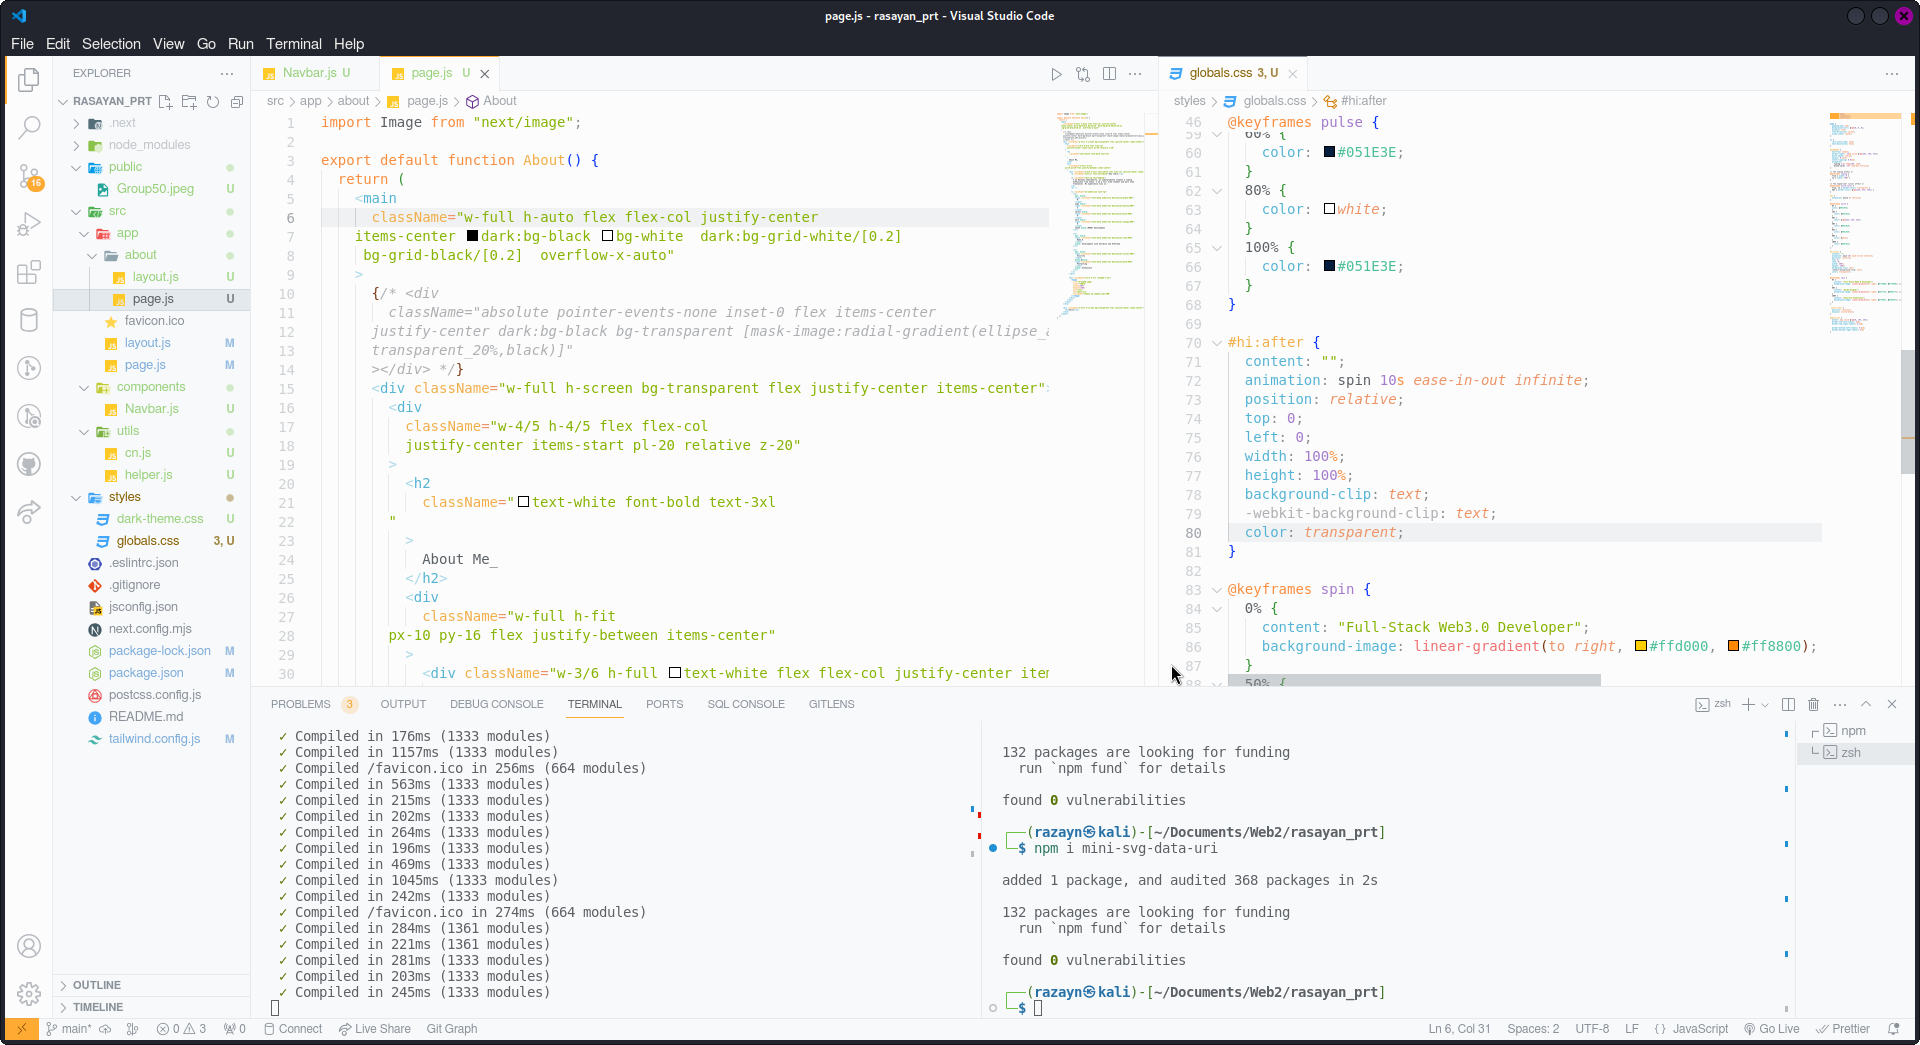 page.js - rasayan_prt - Visual Studio Code
File Edit Selection View Go Run Terminal Help
EXPLORER
RASAYAN_PRT
.next
node_modules
public
Group50.jpeg U
src
app
about
layout.js U
page.js U
favicon.ico
layout.js M
page.js M
components
Navbar.js U
utils
cn.js U
helper.js U
styles
dark-theme.css U
globals.css 3, U
.eslintrc.json
.gitignore
jsconfig.json
next.config.mjs
package-lock.json M
package.json M
postcss.config.js
README.md
tailwind.config.js M
OUTLINE
TIMELINE
16
Navbar.js U page.js U
src > app > about > page.js > About
1 import Image from "next/image";
2
3 export default function About() {
4 return (
5 <main
6 className="w-full h-auto flex flex-col justify-center
7 items-center dark:bg-black bg-white dark:bg-grid-white/[0.2]
8 bg-grid-black/[0.2] overflow-x-auto"
9 >
10 {/* <div
11 className="absolute pointer-events-none inset-0 flex items-center
12 justify-center dark:bg-black bg-transparent [mask-image:radial-gradient(ellipse_a
13 transparent_20%,black)]"
14 ></div> */}
15 <div className="w-full h-screen bg-transparent flex justify-center items-center">
16 <div
17 className="w-4/5 h-4/5 flex flex-col
18 justify-center items-start pl-20 relative z-20"
19 >
20 <h2
21 className="text-white font-bold text-3xl
22 "
23 >
24 About Me_
25 </h2>
26 <div
27 className="w-full h-fit
28 px-10 py-16 flex justify-between items-center"
29 >
30 <div className="w-3/6 h-full text-white flex flex-col justify-center item
globals.css 3, U
styles > globals.css > #hi:after
46 @keyframes pulse {
59 60% {
60 color: #051E3E;
61 }
62 80% {
63 color: white;
64 }
65 100% {
66 color: #051E3E;
67 }
68 }
69
70 #hi:after {
71 content: "";
72 animation: spin 10s ease-in-out infinite;
73 position: relative;
74 top: 0;
75 left: 0;
76 width: 100%;
77 height: 100%;
78 background-clip: text;
79 -webkit-background-clip: text;
80 color: transparent;
81 }
82
83 @keyframes spin {
84 0% {
85 content: "Full-Stack Web3.0 Developer";
86 background-image: linear-gradient(to right, #ffd000, #ff8800);
87 }
88 50% {
PROBLEMS 3 OUTPUT DEBUG CONSOLE TERMINAL PORTS SQL CONSOLE GITLENS
zsh
✓ Compiled in 176ms (1333 modules)
✓ Compiled in 1157ms (1333 modules)
✓ Compiled /favicon.ico in 256ms (664 modules)
✓ Compiled in 563ms (1333 modules)
✓ Compiled in 215ms (1333 modules)
✓ Compiled in 202ms (1333 modules)
✓ Compiled in 264ms (1333 modules)
✓ Compiled in 196ms (1333 modules)
✓ Compiled in 469ms (1333 modules)
✓ Compiled in 1045ms (1333 modules)
✓ Compiled in 242ms (1333 modules)
✓ Compiled /favicon.ico in 274ms (664 modules)
✓ Compiled in 284ms (1361 modules)
✓ Compiled in 221ms (1361 modules)
✓ Compiled in 281ms (1333 modules)
✓ Compiled in 203ms (1333 modules)
✓ Compiled in 245ms (1333 modules)
132 packages are looking for funding
run `npm fund` for details
found 0 vulnerabilities
┌──(razayn㉿kali)-[~/Documents/Web2/rasayan_prt]
└─$ npm i mini-svg-data-uri
added 1 package, and audited 368 packages in 2s
132 packages are looking for funding
run `npm fund` for details
found 0 vulnerabilities
┌──(razayn㉿kali)-[~/Documents/Web2/rasayan_prt]
└─$
npm
zsh
main* 0 3 0 Connect Live Share Git Graph
Ln 6, Col 31 Spaces: 2 UTF-8 LF { } JavaScript Go Live Prettier